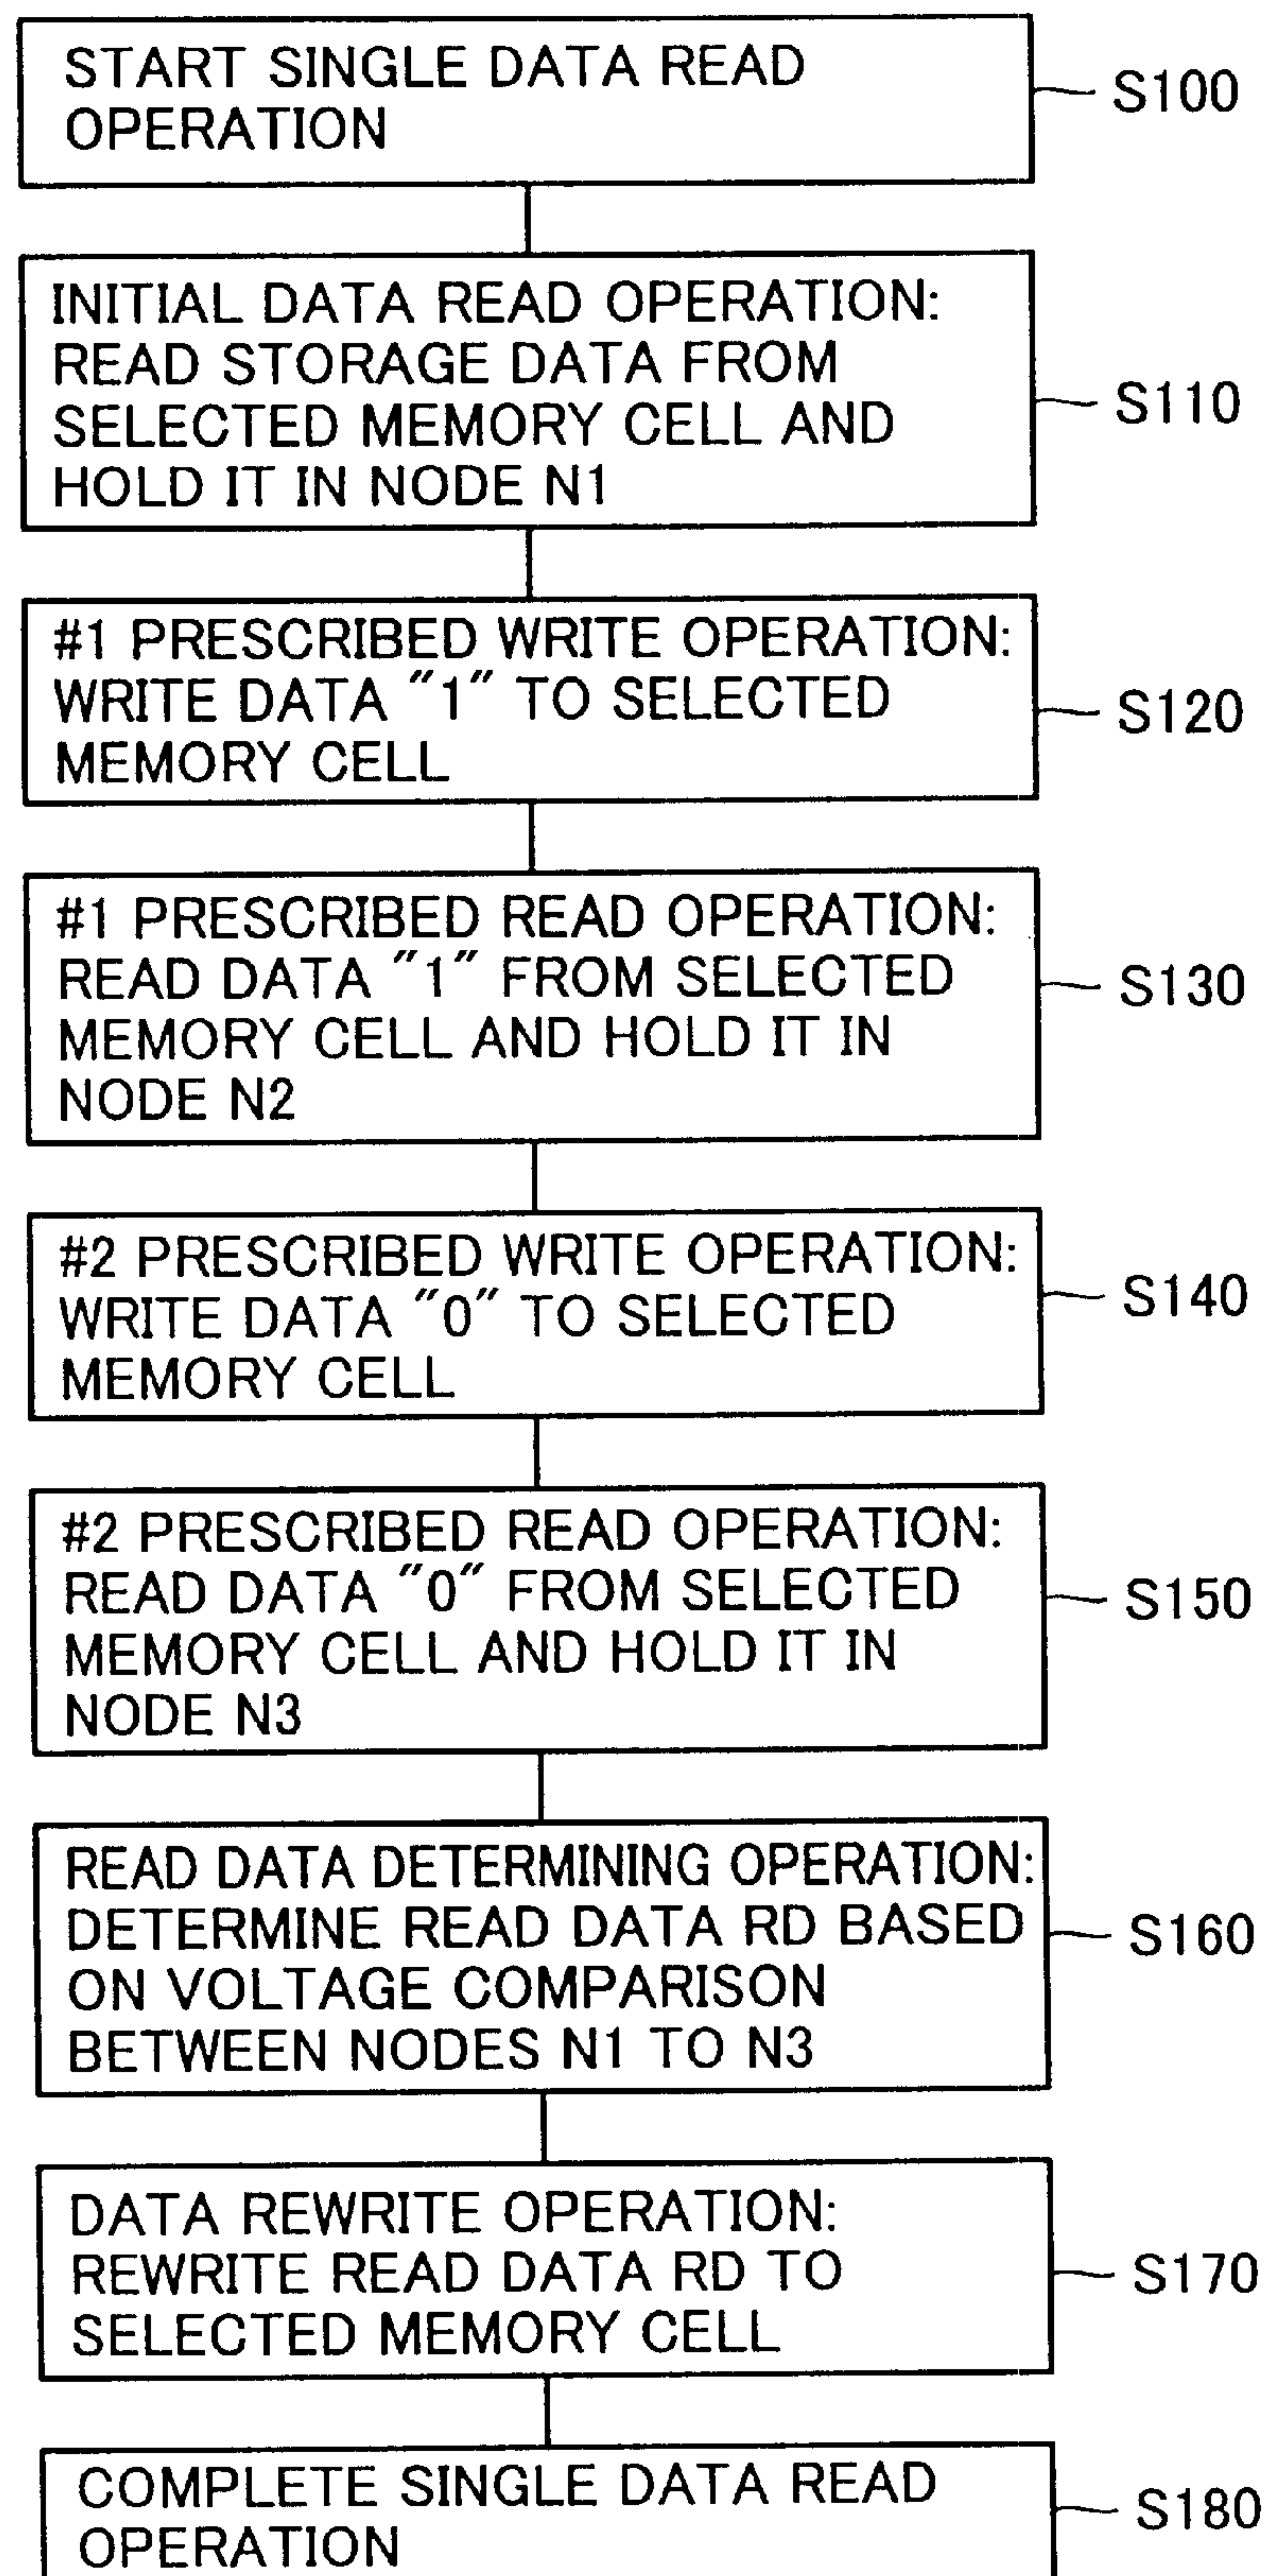 START SINGLE DATA READ
OPERATION
S100
INITIAL DATA READ OPERATION:
READ STORAGE DATA FROM
SELECTED MEMORY CELL AND
HOLD IT IN NODE N1
S110
#1 PRESCRIBED WRITE OPERATION:
WRITE DATA "1" TO SELECTED
MEMORY CELL
S120
#1 PRESCRIBED READ OPERATION:
READ DATA "1" FROM SELECTED
MEMORY CELL AND HOLD IT IN
NODE N2
S130
#2 PRESCRIBED WRITE OPERATION:
WRITE DATA "0" TO SELECTED
MEMORY CELL
S140
#2 PRESCRIBED READ OPERATION:
READ DATA "0" FROM SELECTED
MEMORY CELL AND HOLD IT IN
NODE N3
S150
READ DATA DETERMINING OPERATION:
DETERMINE READ DATA RD BASED
ON VOLTAGE COMPARISON
BETWEEN NODES N1 TO N3
S160
DATA REWRITE OPERATION:
REWRITE READ DATA RD TO
SELECTED MEMORY CELL
S170
COMPLETE SINGLE DATA READ
OPERATION
S180